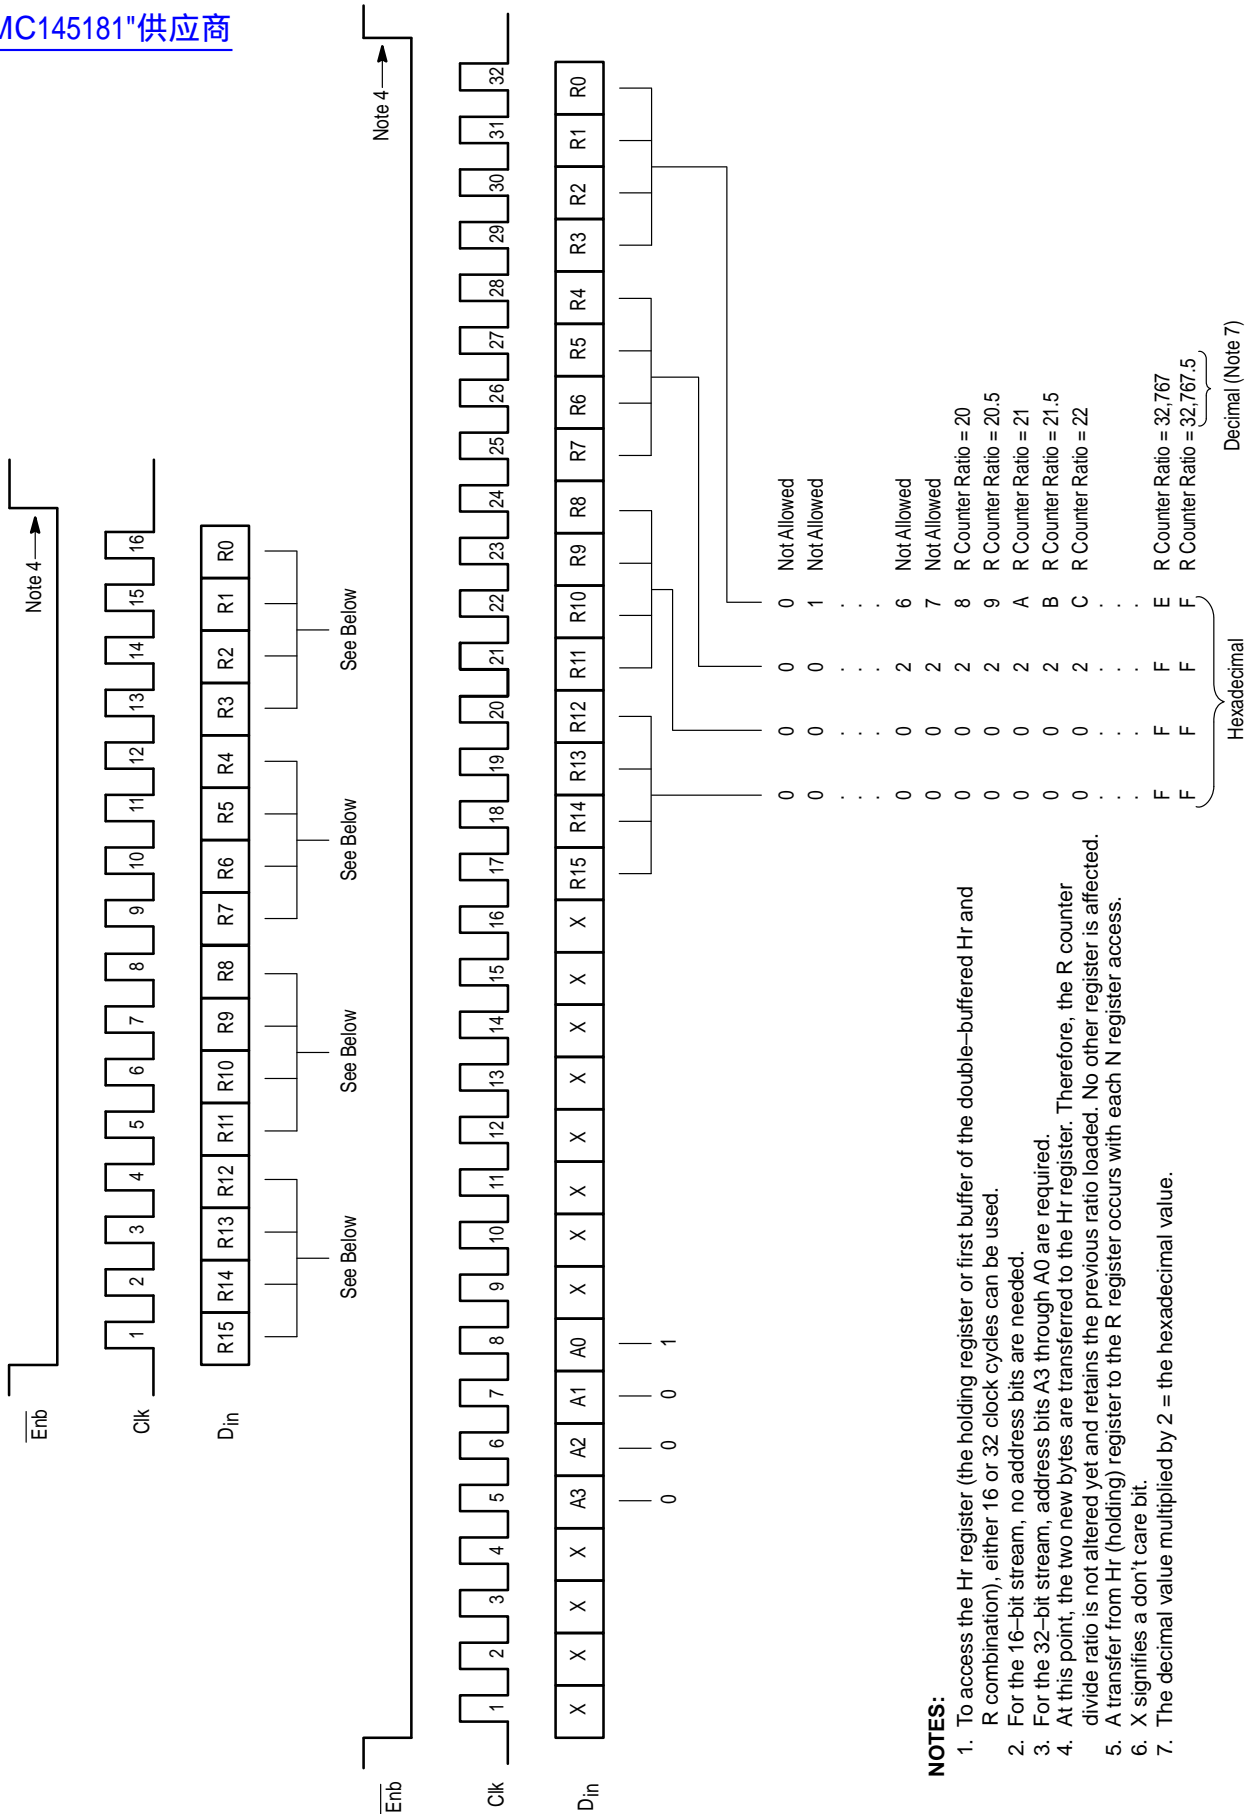 MC145181"供应商
Enb
Note 4
Clk
1 2 3 4 5 6 7 8 9 10 11 12 13 14 15 16
Din
R15 R14 R13 R12 R11 R10 R9 R8 R7 R6 R5 R4 R3 R2 R1 R0
See Below See Below See Below See Below
Enb
Note 4
Clk
1 2 3 4 5 6 7 8 9 10 11 12 13 14 15 16 17 18 19 20 21 22 23 24 25 26 27 28 29 30 31 32
Din
X X X X A3 A2 A1 A0 X X X X X X X X R15 R14 R13 R12 R11 R10 R9 R8 R7 R6 R5 R4 R3 R2 R1 R0
0 0 0 1
0 0 0 0 Not Allowed
0 0 0 1 Not Allowed
. . . .
. . . .
. . . .
0 0 2 6 Not Allowed
0 0 2 7 Not Allowed
0 0 2 8 R Counter Ratio = 20
0 0 2 9 R Counter Ratio = 20.5
0 0 2 A R Counter Ratio = 21
0 0 2 B R Counter Ratio = 21.5
0 0 2 C R Counter Ratio = 22
. . . .
. . . .
. . . .
F F F E R Counter Ratio = 32,767
F F F F R Counter Ratio = 32,767.5
Hexadecimal Decimal (Note 7)
NOTES:
1. To access the Hr register (the holding register or first buffer of the double–buffered Hr and
R combination), either 16 or 32 clock cycles can be used.
2. For the 16–bit stream, no address bits are needed.
3. For the 32–bit stream, address bits A3 through A0 are required.
4. At this point, the two new bytes are transferred to the Hr register. Therefore, the R counter
divide ratio is not altered yet and retains the previous ratio loaded. No other register is affected.
5. A transfer from Hr (holding) register to the R register occurs with each N register access.
6. X signifies a don't care bit.
7. The decimal value multiplied by 2 = the hexadecimal value.